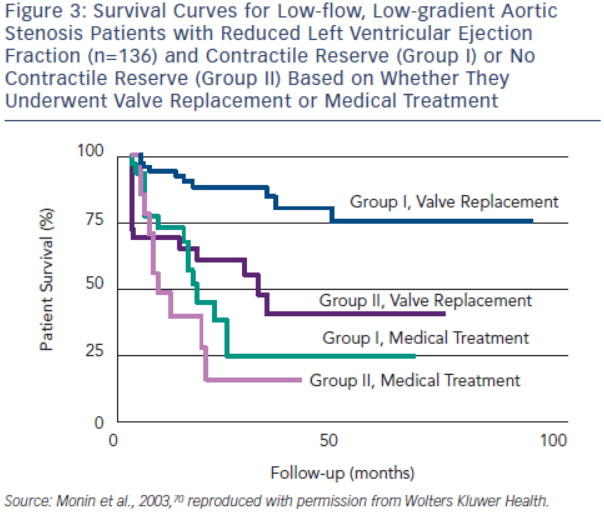 Figure 3: Survival Curves for Low-flow, Low-gradient Aortic
Stenosis Patients with Reduced Left Ventricular Ejection
Fraction (n=136) and Contractile Reserve (Group I) or No
Contractile Reserve (Group II) Based on Whether They
Underwent Valve Replacement or Medical Treatment
100
75
50
25
0
Patient Survival (%)
Group I, Valve Replacement
Group II, Valve Replacement
Group I, Medical Treatment
Group II, Medical Treatment
0 50 100
Follow-up (months)
Source: Monin et al., 2003,70 reproduced with permission from Wolters Kluwer Health.